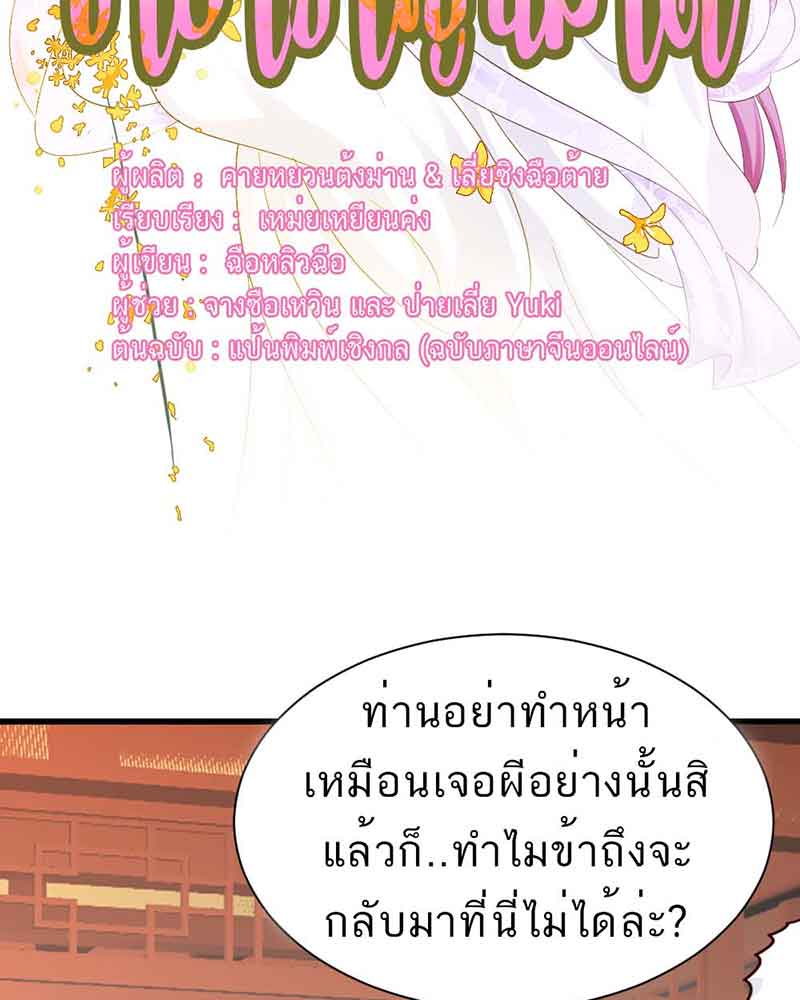 ผู้ผลิต : คายหยวนต้งม่าน & เลี่ยซิงฉือต้าย
เรียบเรียง : เหม่ยเหยียนค่ง
ผู้เขียน : ฉือหลิวฉือ
ผู้ช่วย : จางซือเหวิน และ ป่ายเลี่ย Yuki
ต้นฉบับ : แป้นพิมพ์เชิงกล (ฉบับภาษาจีนออนไลน์)
ท่านอย่าทำหน้า
เหมือนเจอผีอย่างนั้นสิ
แล้วก็..ทำไมข้าถึงจะ
กลับมาที่นี่ไม่ได้ล่ะ?